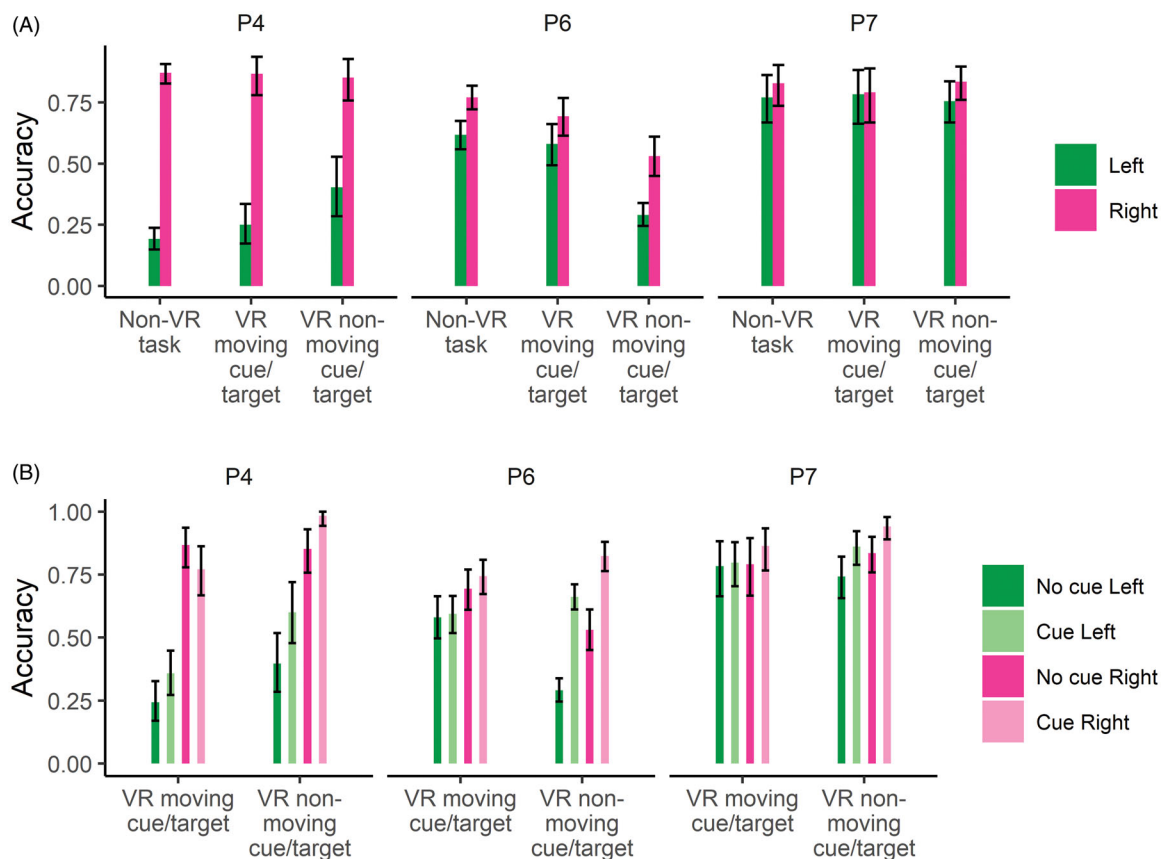 (A)
P4 P6 P7
Accuracy
0.75
0.50
0.25
0.00
Non-VR task
VR moving cue/ target
VR non- moving cue/ target
Non-VR task
VR moving cue/ target
VR non- moving cue/ target
Non-VR task
VR moving cue/ target
VR non- moving cue/ target
Left
Right
(B)
P4 P6 P7
Accuracy
1.00
0.75
0.50
0.25
0.00
VR moving cue/target
VR non- moving cue/target
VR moving cue/target
VR non- moving cue/target
VR moving cue/target
VR non- moving cue/target
No cue Left
Cue Left
No cue Right
Cue Right